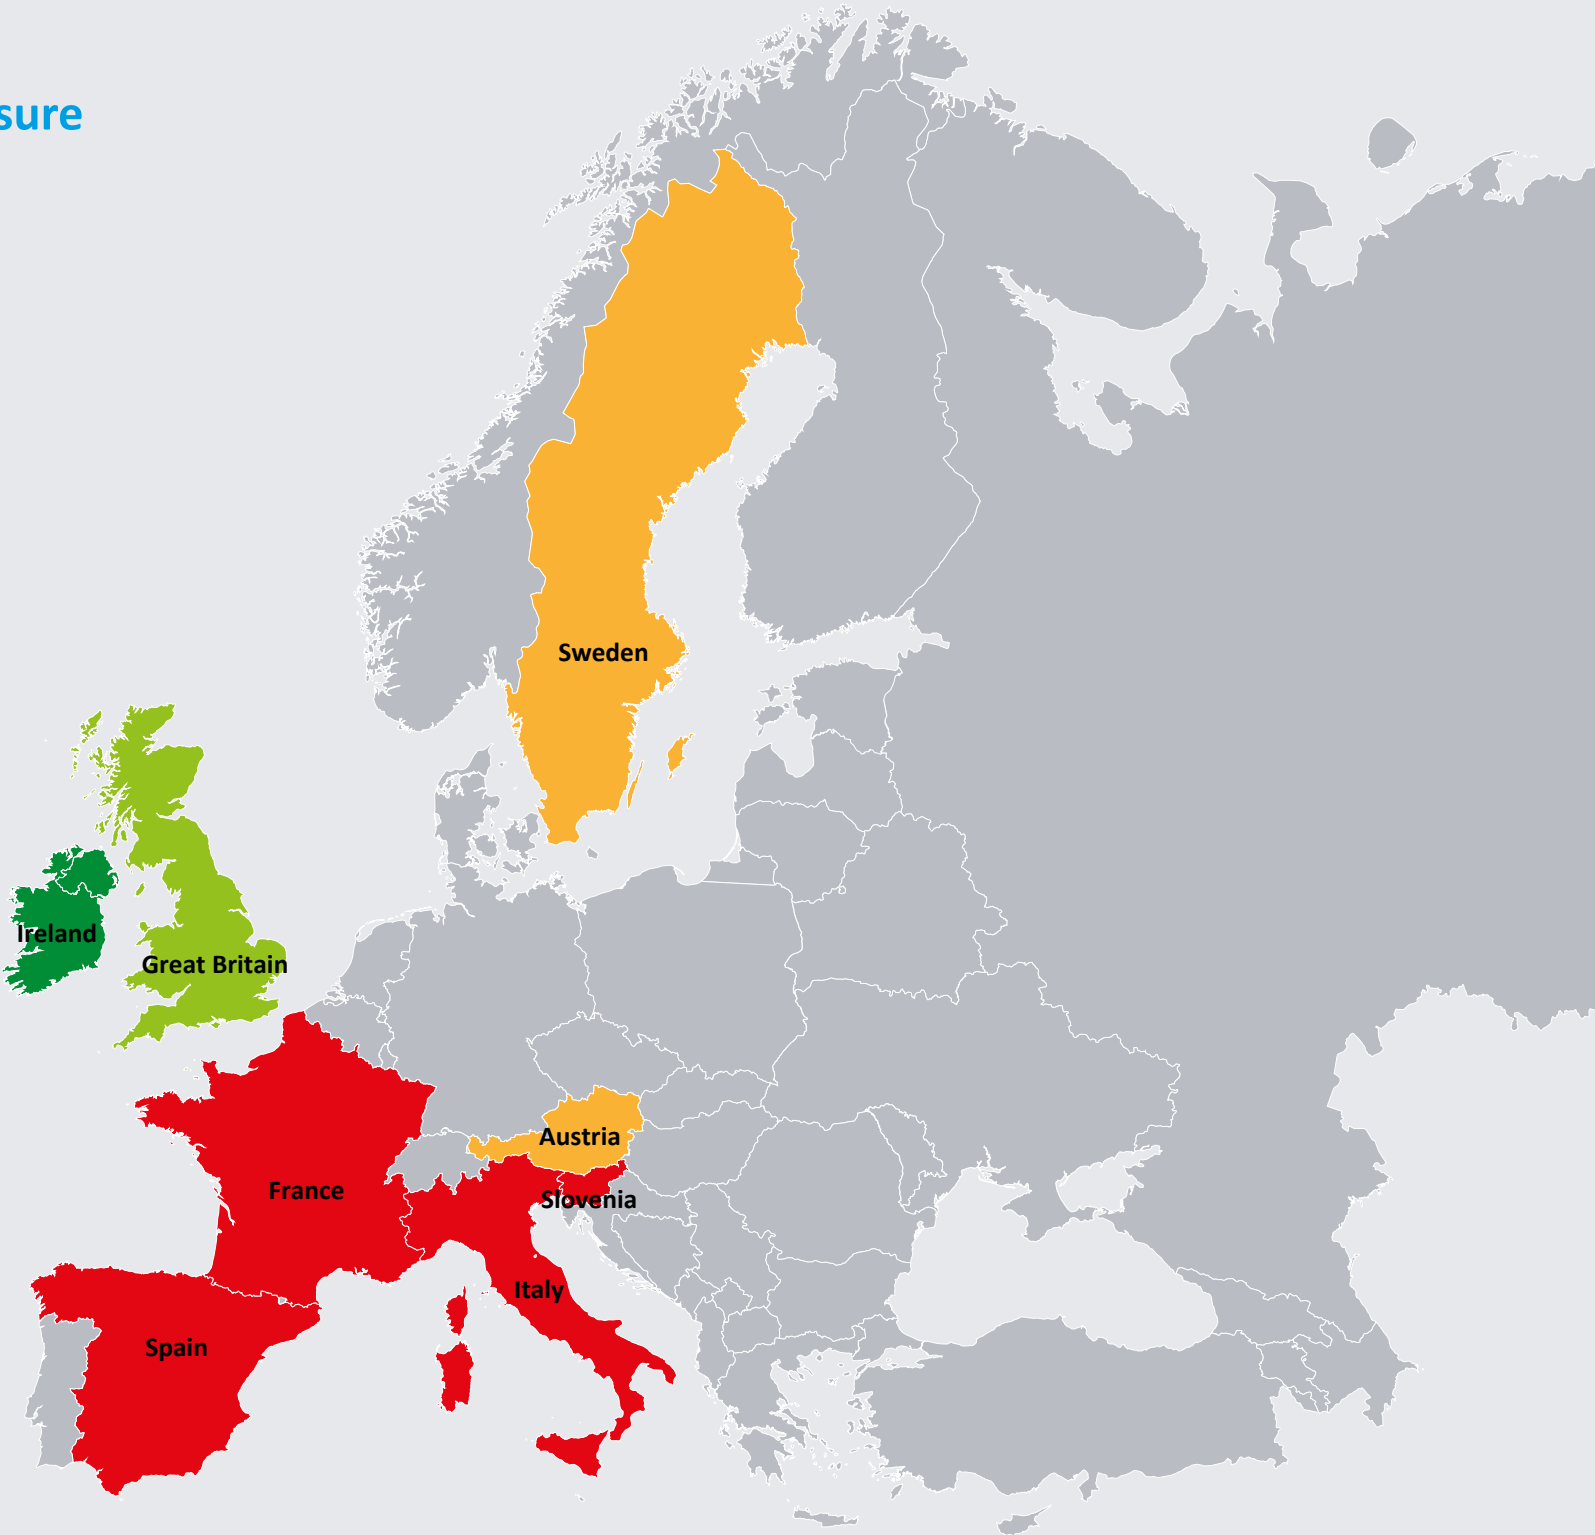 sure
Sweden
Ireland
Great Britain
Austria
France
Slovenia
Italy
Spain